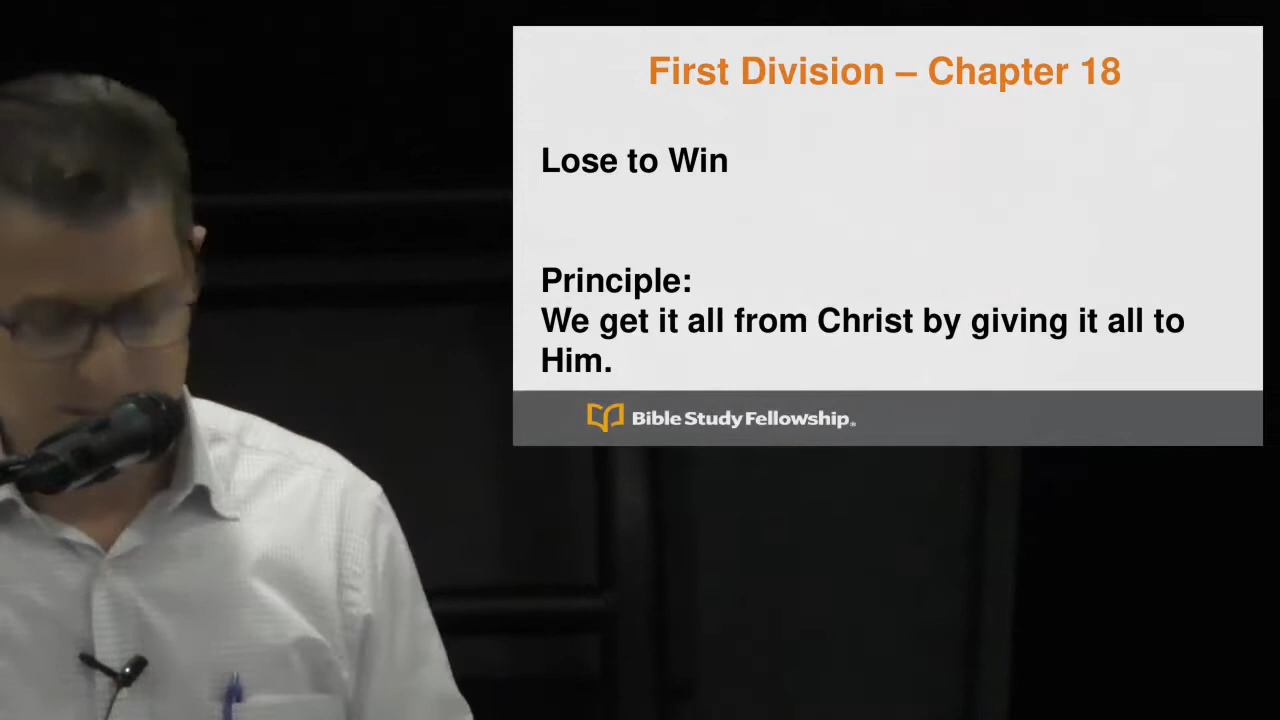 First Division – Chapter 18
Lose to Win
Principle:
We get it all from Christ by giving it all to
Him.
Bible Study Fellowship®